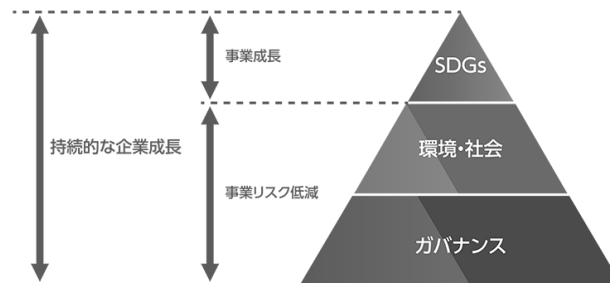 事業成長
SDGs
持続的な企業成長
環境・社会
事業リスク低減
ガバナンス